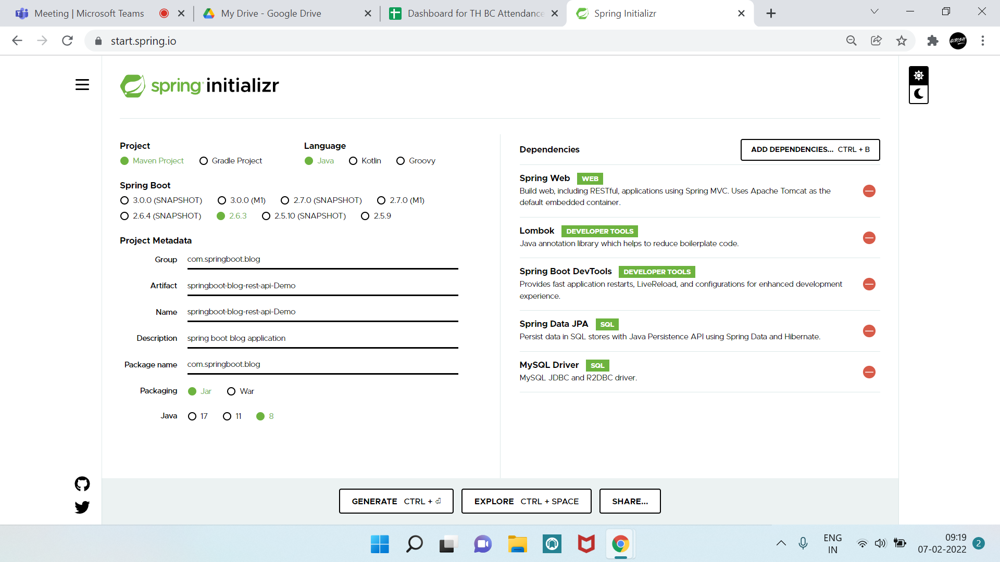 Meeting | Microsoft Teams
My Drive - Google Drive
Dashboard for TH BC Attendance
Spring Initializr
start.spring.io
GIRISH
spring initializr
Project
Maven Project
Gradle Project
Language
Java
Kotlin
Groovy
Spring Boot
3.0.0 (SNAPSHOT)
3.0.0 (M1)
2.7.0 (SNAPSHOT)
2.7.0 (M1)
2.6.4 (SNAPSHOT)
2.6.3
2.5.10 (SNAPSHOT)
2.5.9
Project Metadata
Group com.springboot.blog
Artifact springboot-blog-rest-api-Demo
Name springboot-blog-rest-api-Demo
Description spring boot blog application
Package name com.springboot.blog
Packaging Jar War
Java 17 11 8
Dependencies
ADD DEPENDENCIES... CTRL + B
Spring Web WEB
Build web, including RESTful, applications using Spring MVC. Uses Apache Tomcat as the
default embedded container.
Lombok DEVELOPER TOOLS
Java annotation library which helps to reduce boilerplate code.
Spring Boot DevTools DEVELOPER TOOLS
Provides fast application restarts, LiveReload, and configurations for enhanced development
experience.
Spring Data JPA SQL
Persist data in SQL stores with Java Persistence API using Spring Data and Hibernate.
MySQL Driver SQL
MySQL JDBC and R2DBC driver.
GENERATE CTRL + ⏎
EXPLORE CTRL + SPACE
SHARE...
ENG
IN
09:19
07-02-2022
2